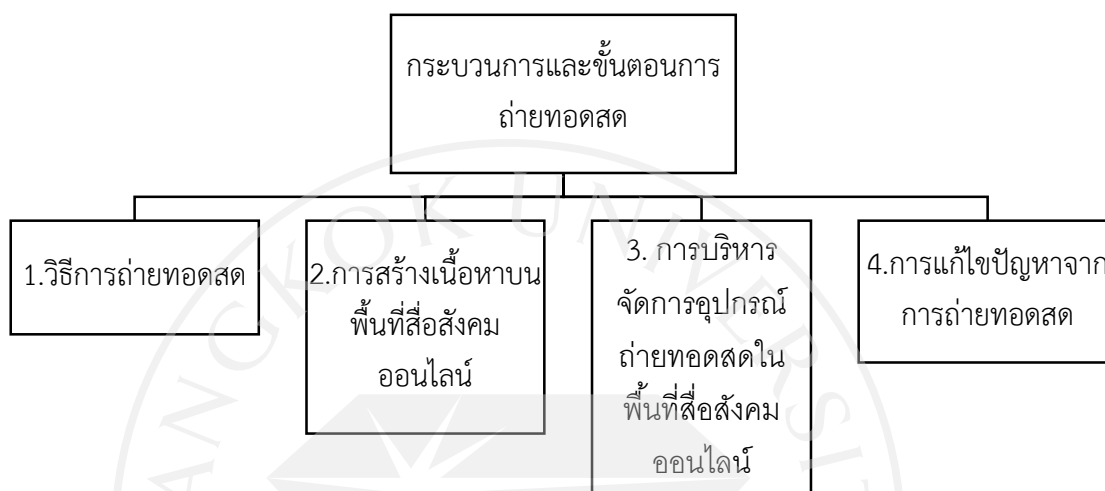 กระบวนการและขั้นตอนการ
ถ่ายทอดสด
1.วิธีการถ่ายทอดสด
2.การสร้างเนื้อหาบน
พื้นที่สื่อสังคม
ออนไลน์
3. การบริหาร
จัดการอุปกรณ์
ถ่ายทอดสดใน
พื้นที่สื่อสังคม
ออนไลน์
4.การแก้ไขปัญหาจาก
การถ่ายทอดสด
ANGKOK UNIVERSI